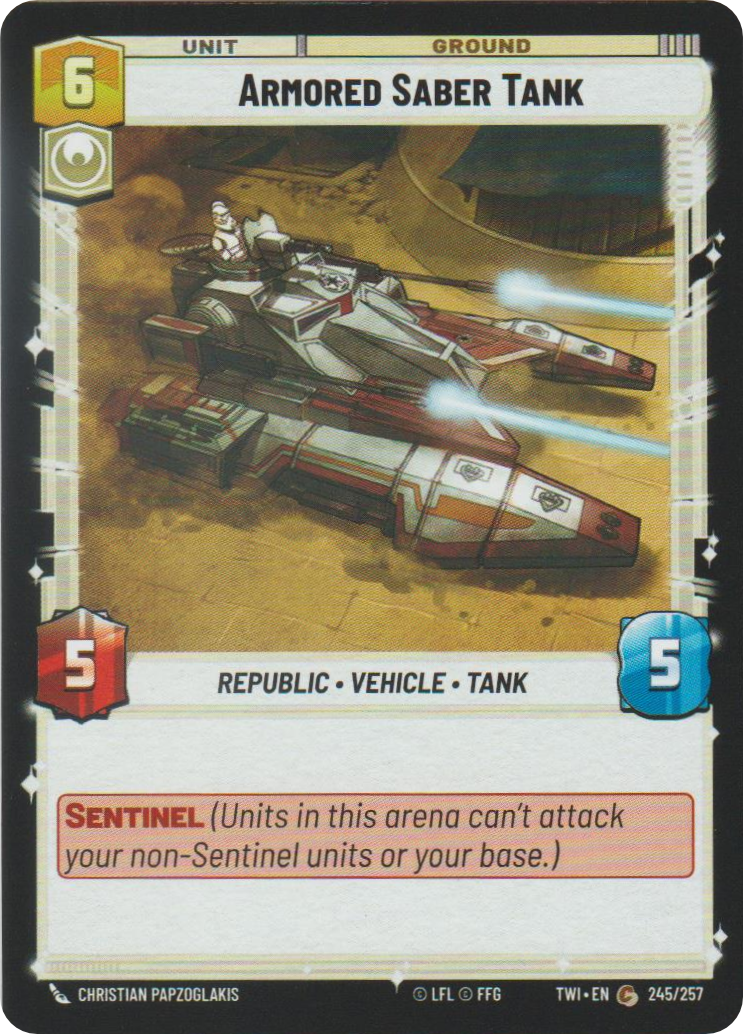 UNIT GROUND
6
ARMORED SABER TANK
5 REPUBLIC • VEHICLE • TANK 5
SENTINEL (Units in this arena can't attack
your non-Sentinel units or your base.)
CHRISTIAN PAPZOGLAKIS © LFL © FFG TWI • EN C 245/257